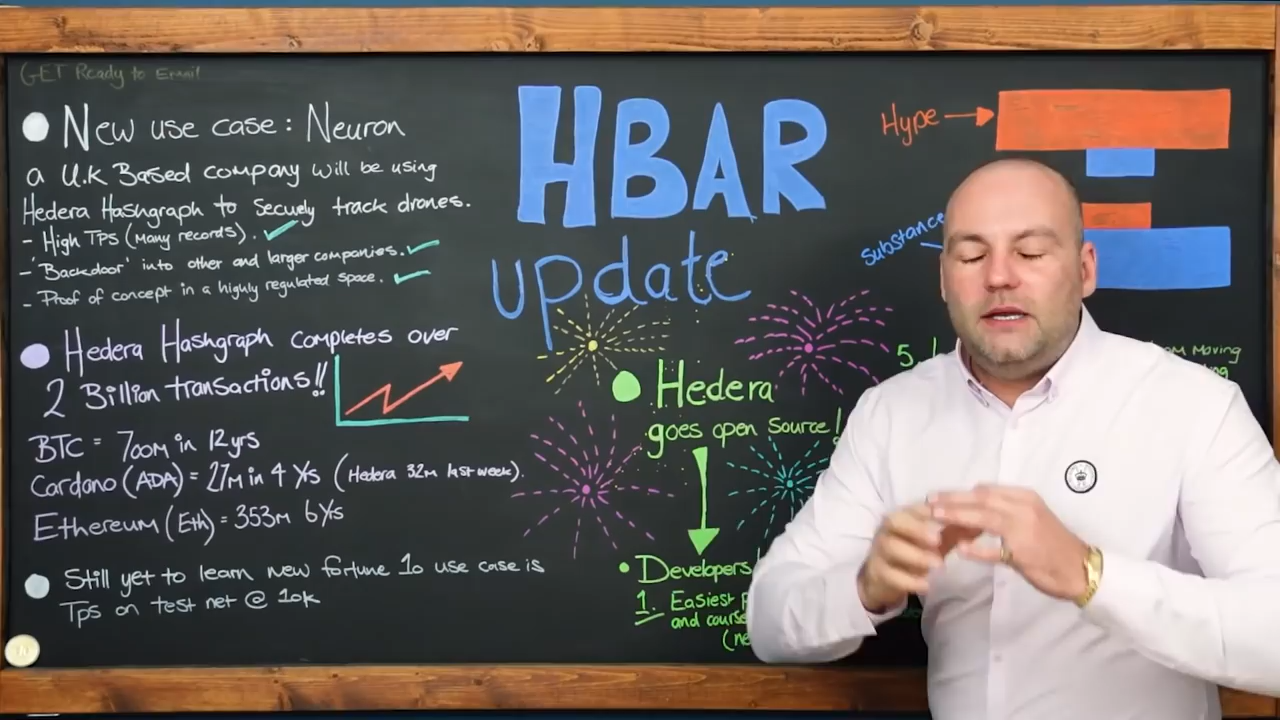 GET Ready to Email
New use case: Neuron
a U.K Based company will be using
Hedera Hashgraph to Securely track drones.
- High TPS (Many records).
- 'Backdoor' into other and larger companies.
- Proof of concept in a highly regulated space.
Hedera Hashgraph completes over
2 Billion transactions!!
BTC = 700m in 12yrs
Cardano (ADA) = 27m in 4 Yrs (Hedera 32m last week).
Ethereum (Eth) = 353m 6Yrs
Still yet to learn new fortune 10 use case is
Tps on test net @ 10k
HBAR
update
Hedera
goes open source!
Developers
1. Easiest
and course
Hype
Substance
5.
Moving